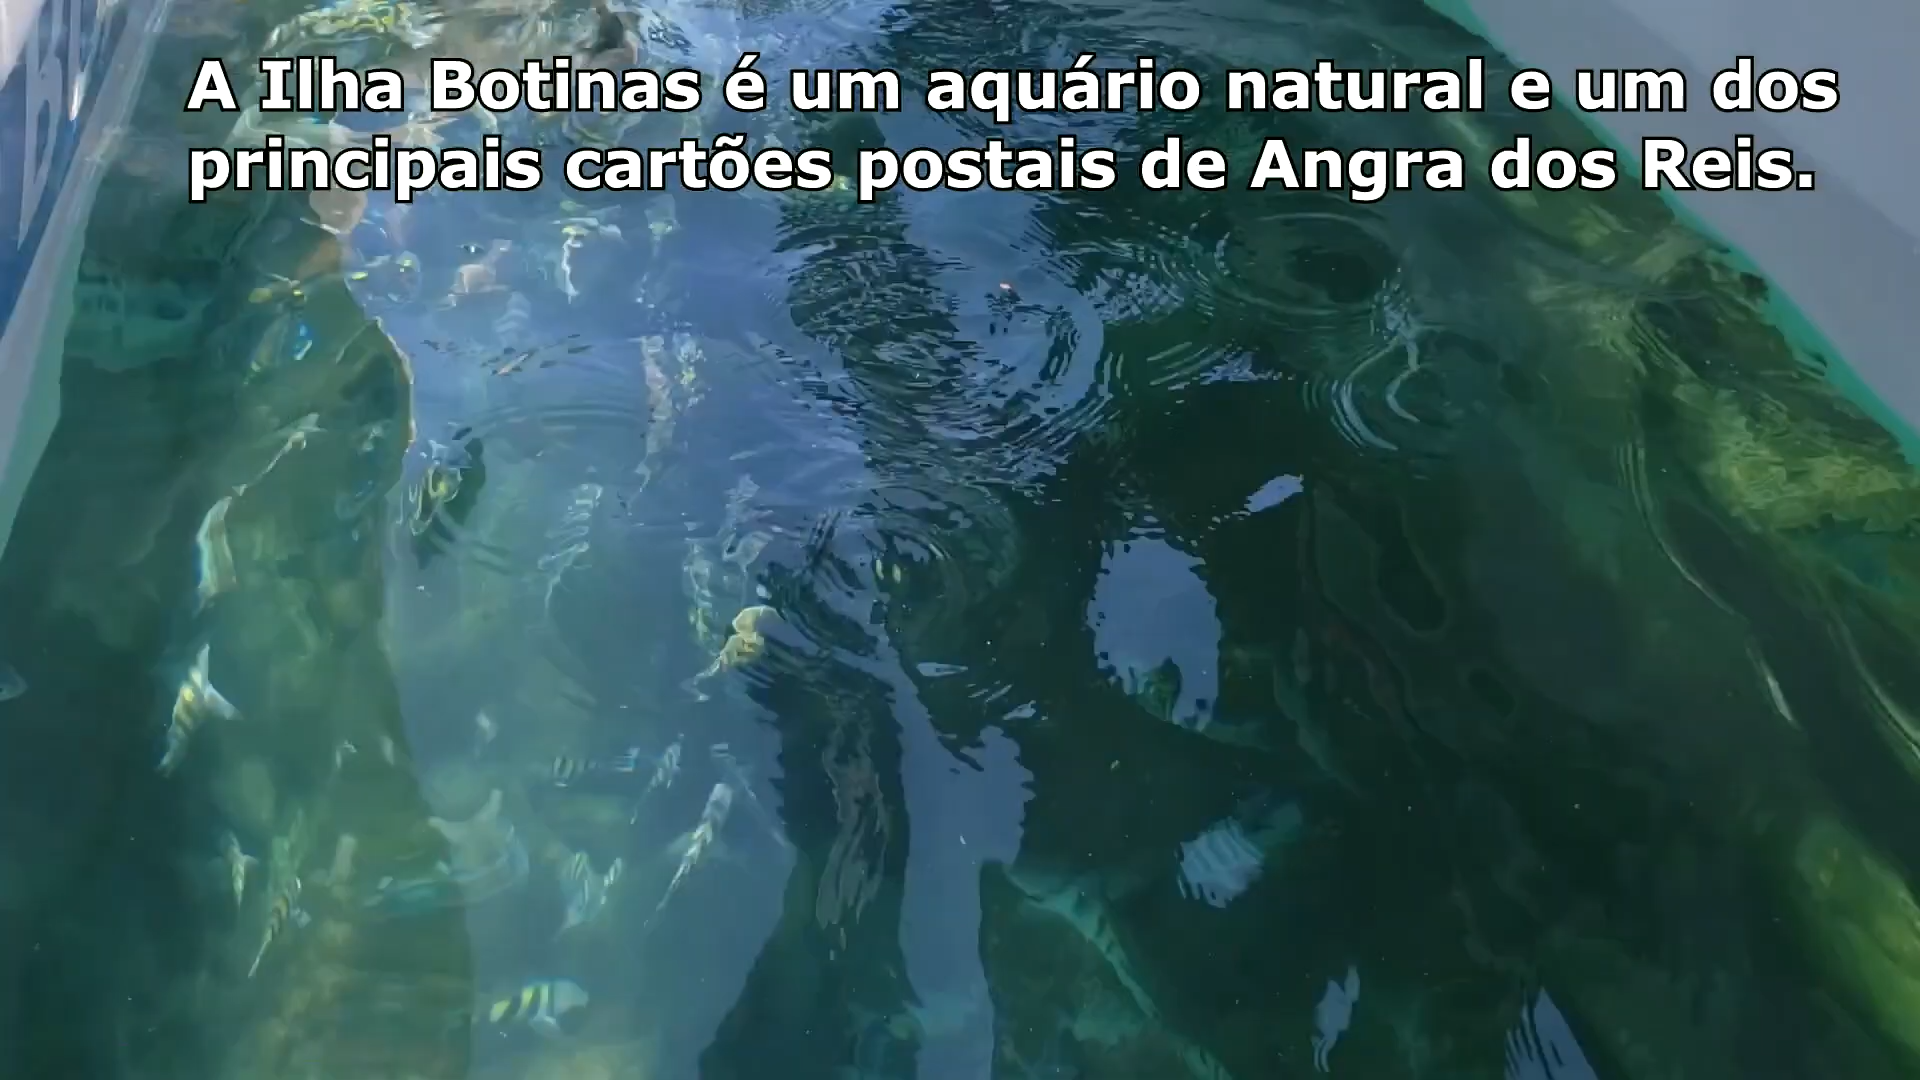 A Ilha Botinas é um aquário natural e um dos
principais cartões postais de Angra dos Reis.